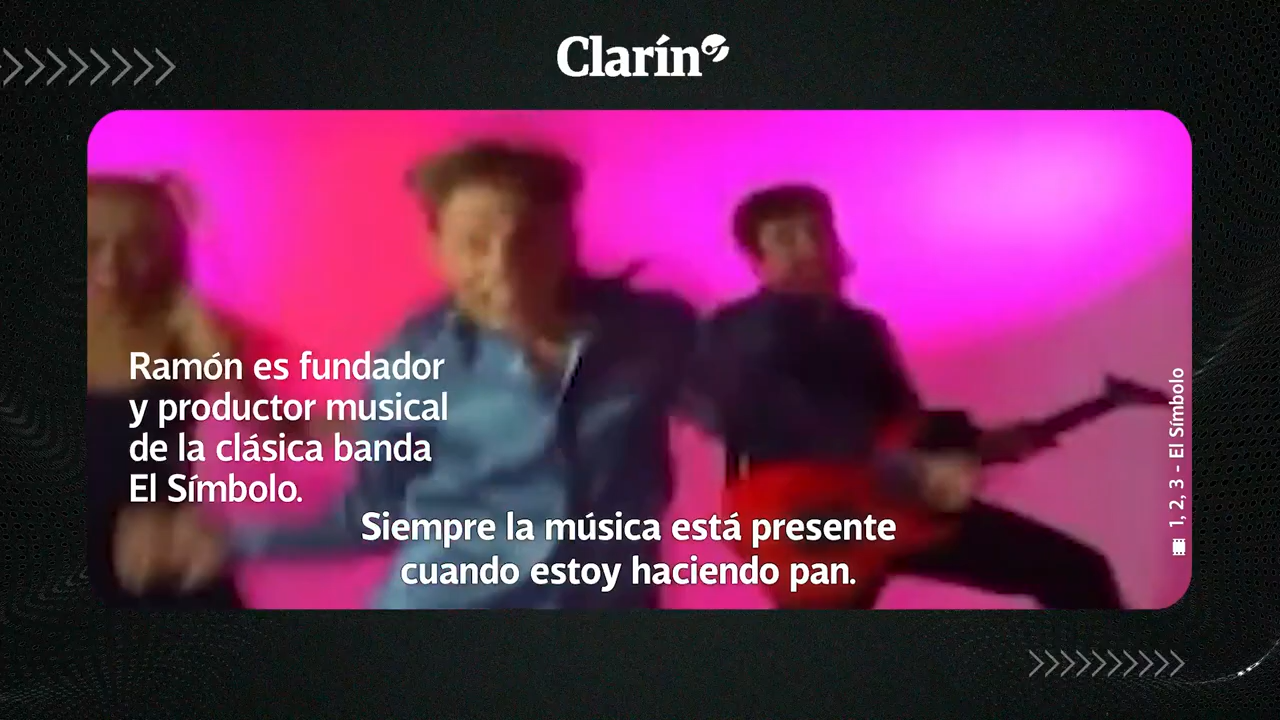 Clarín
Ramón es fundador
y productor musical
de la clásica banda
El Símbolo.
Siempre la música está presente
cuando estoy haciendo pan.
1, 2, 3 - El Símbolo